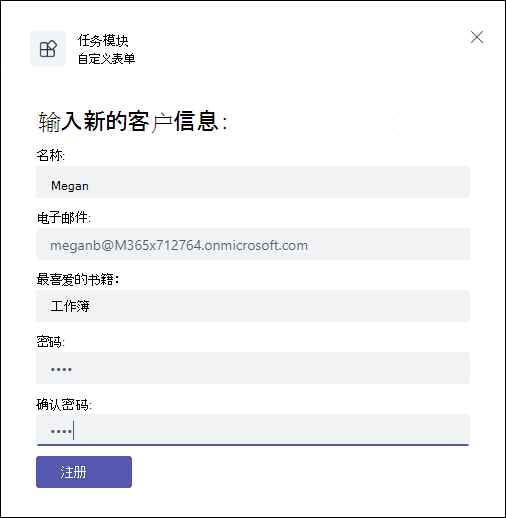 任务模块
自定义表单
输入新的客户信息:
名称:
Megan
电子邮件:
meganb@M365x712764.onmicrosoft.com
最喜爱的书籍:
工作簿
密码:
••••
确认密码:
••••
注册